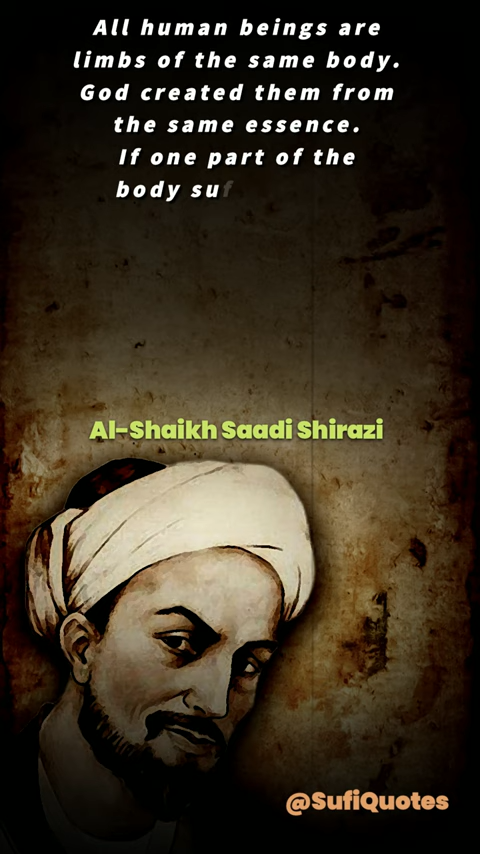 All human beings are
limbs of the same body.
God created them from
the same essence.
If one part of the
body suf
Al-Shaikh Saadi Shirazi
@SufiQuotes